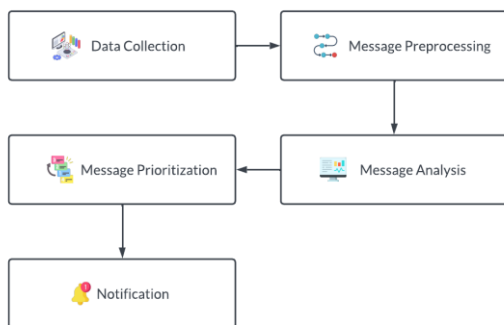 Data Collection
Message Preprocessing
Message Analysis
Message Prioritization
Notification